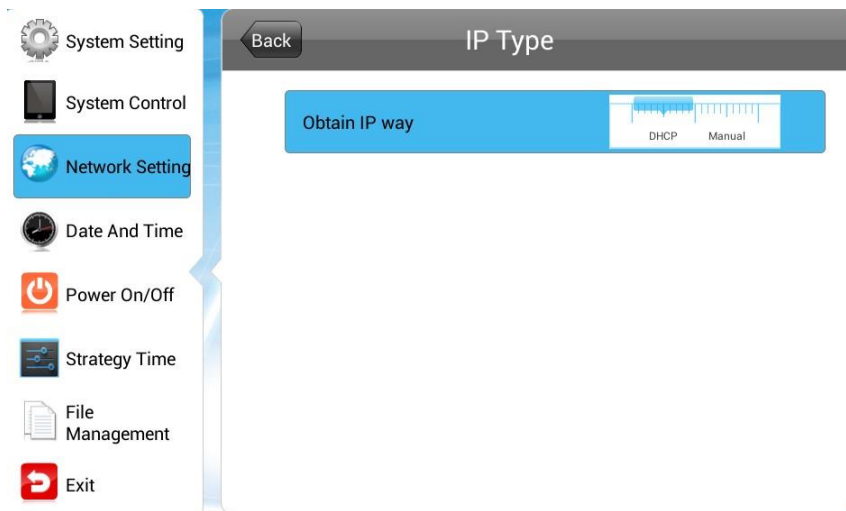 System Setting
System Control
Network Setting
Date And Time
Power On/Off
Strategy Time
File
Management
Exit
Back
IP Type
Obtain IP way
DHCP Manual